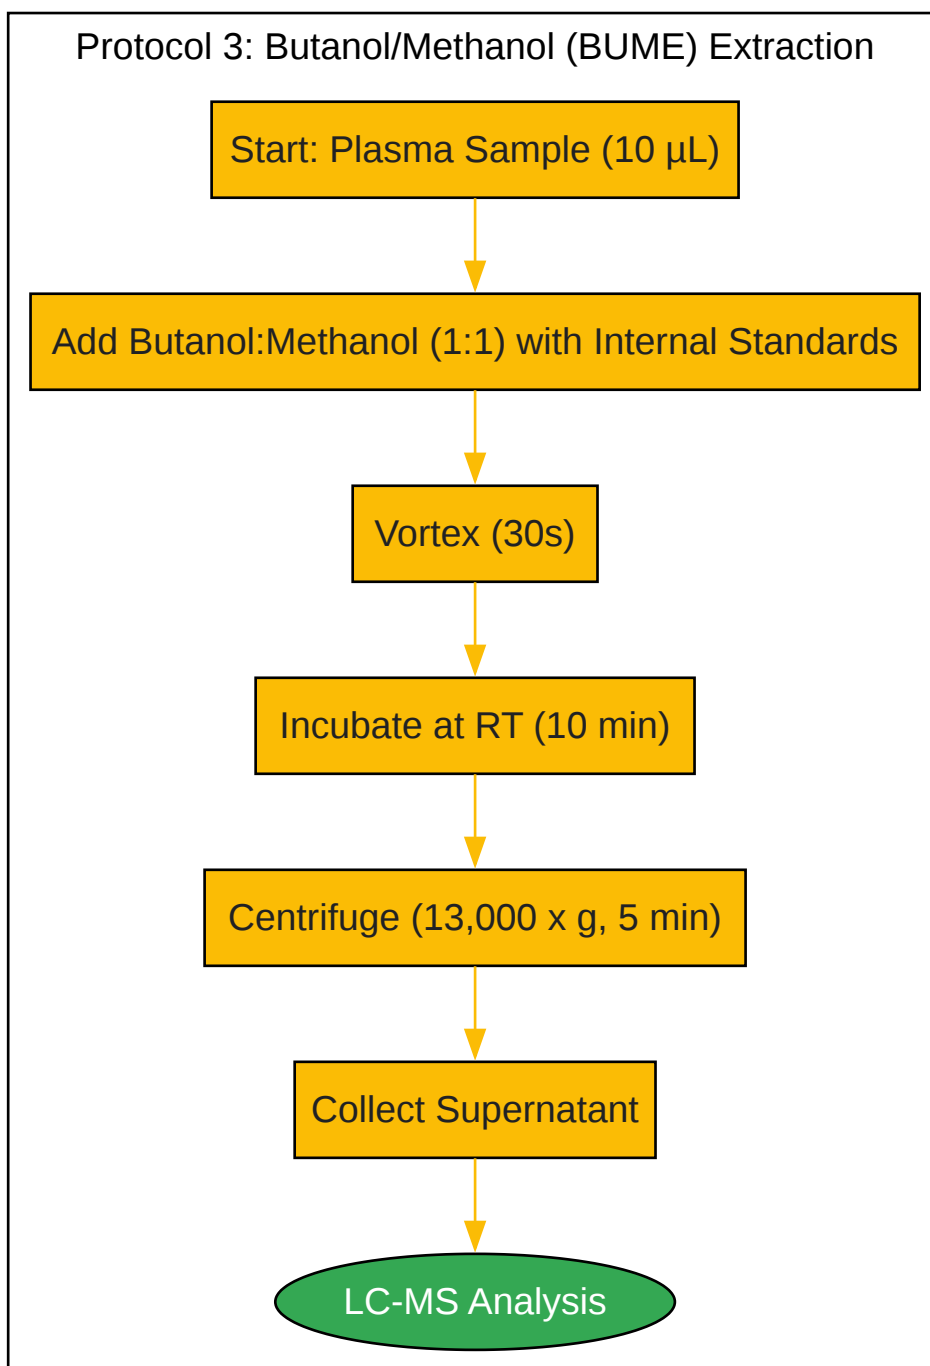 Protocol 3: Butanol/Methanol (BUME) Extraction
Start: Plasma Sample (10 µL)
Add Butanol:Methanol (1:1) with Internal Standards
Vortex (30s)
Incubate at RT (10 min)
Centrifuge (13,000 x g, 5 min)
Collect Supernatant
LC-MS Analysis